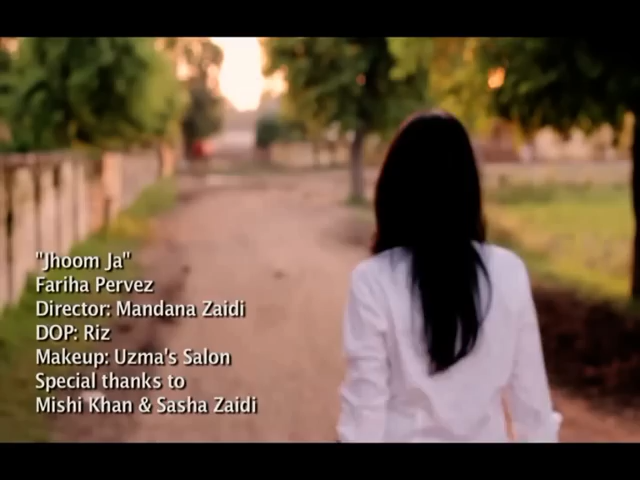 "Jhoom Ja"
Fariha Pervez
Director: Mandana Zaidi
DOP: Riz
Makeup: Uzma's Salon
Special thanks to
Mishi Khan & Sasha Zaidi